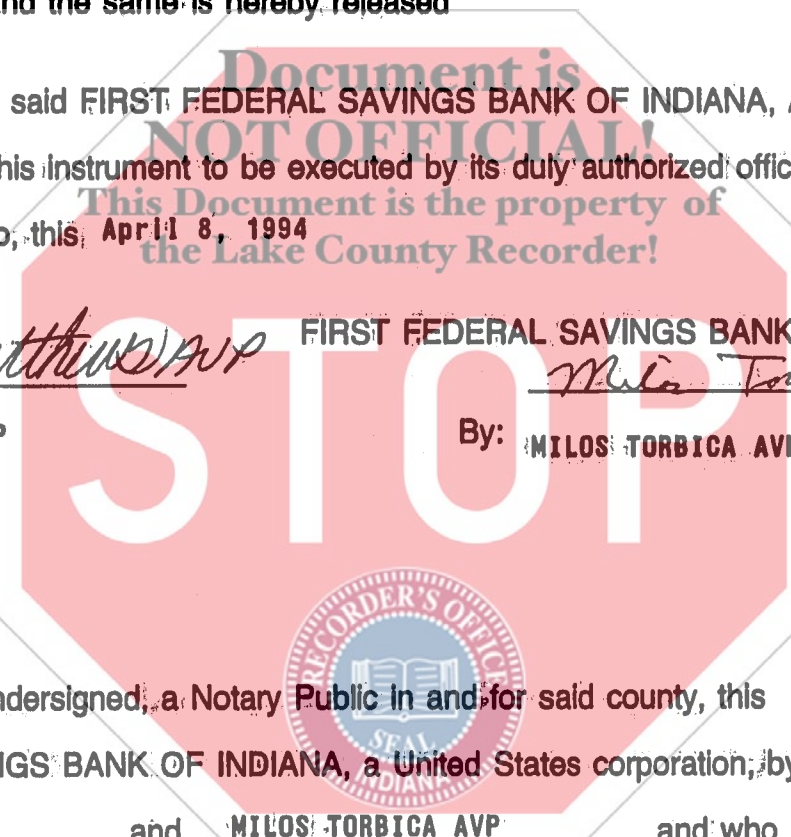 and the same is hereby released
Document is
said FIRST FEDERAL SAVINGS BANK OF INDIANA,
NOT OFFICIAL!
his instrument to be executed by its duly authorized offic
This Document is the property of
this April 8, 1994
the Lake County Recorder!
FIRST FEDERAL SAVINGS BANK
AVP
Milos
By: MILOS TORBICA AVP
STOP
RECORDER'S OFFICE
ndersigned, a Notary Public in and for said county, this
SEAL
NGS BANK OF INDIANA, a United States corporation, by
INDIANA
and MILOS TORBICA AVP and who